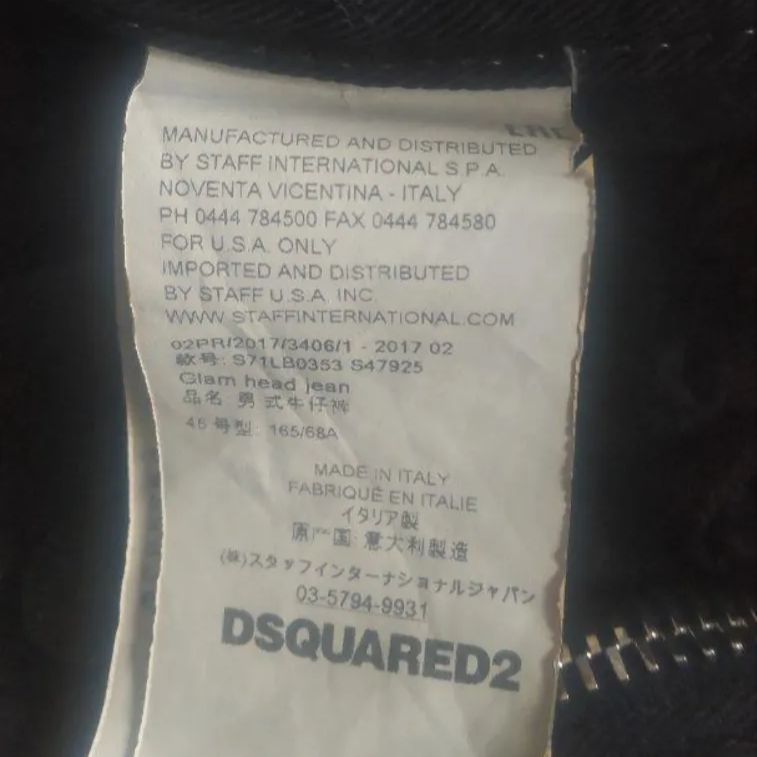 EAC
MANUFACTURED AND DISTRIBUTED
BY STAFF INTERNATIONAL S P A.
NOVENTA VICENTINA - ITALY
PH 0444 784500 FAX 0444 784580
FOR U.S.A. ONLY
IMPORTED AND DISTRIBUTED
BY STAFF U.S.A. INC.
WWW STAFFINTERNATIONAL.COM
02PR/2017/3406/1 - 2017 02
款号: S71LB0353 S47925
Glam head jean
品名: 男 式牛仔裤
46 号型: 165/68A
MADE IN ITALY
FABRIQUÉ EN ITALIE
イタリア製
原产国: 意大利製造
(株)スタッフインターナショナルジャパン
03-5794-9931
DSQUARED2